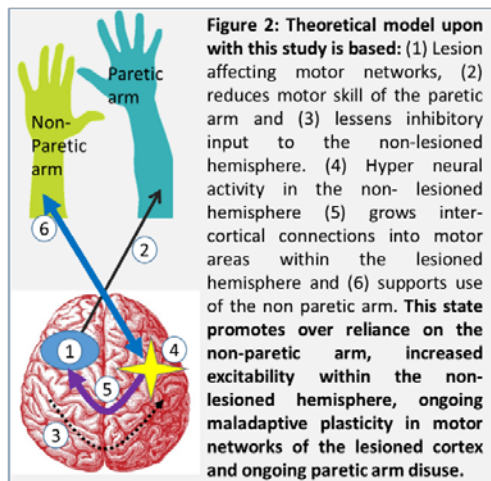 Paretic
arm
Non-
Paretic
arm
6
2
1
4
5
3
Figure 2: Theoretical model upon
with this study is based: (1) Lesion
affecting motor networks, (2)
reduces motor skill of the paretic
arm and (3) lessens inhibitory
input to the non-lesioned
hemisphere. (4) Hyper neural
activity in the non- lesioned
hemisphere (5) grows inter-
cortical connections into motor
areas within the lesioned
hemisphere and (6) supports use
of the non paretic arm. This state
promotes over reliance on the
non-paretic arm, increased
excitability within the non-
lesioned hemisphere, ongoing
maladaptive plasticity in motor
networks of the lesioned cortex
and ongoing paretic arm disuse.